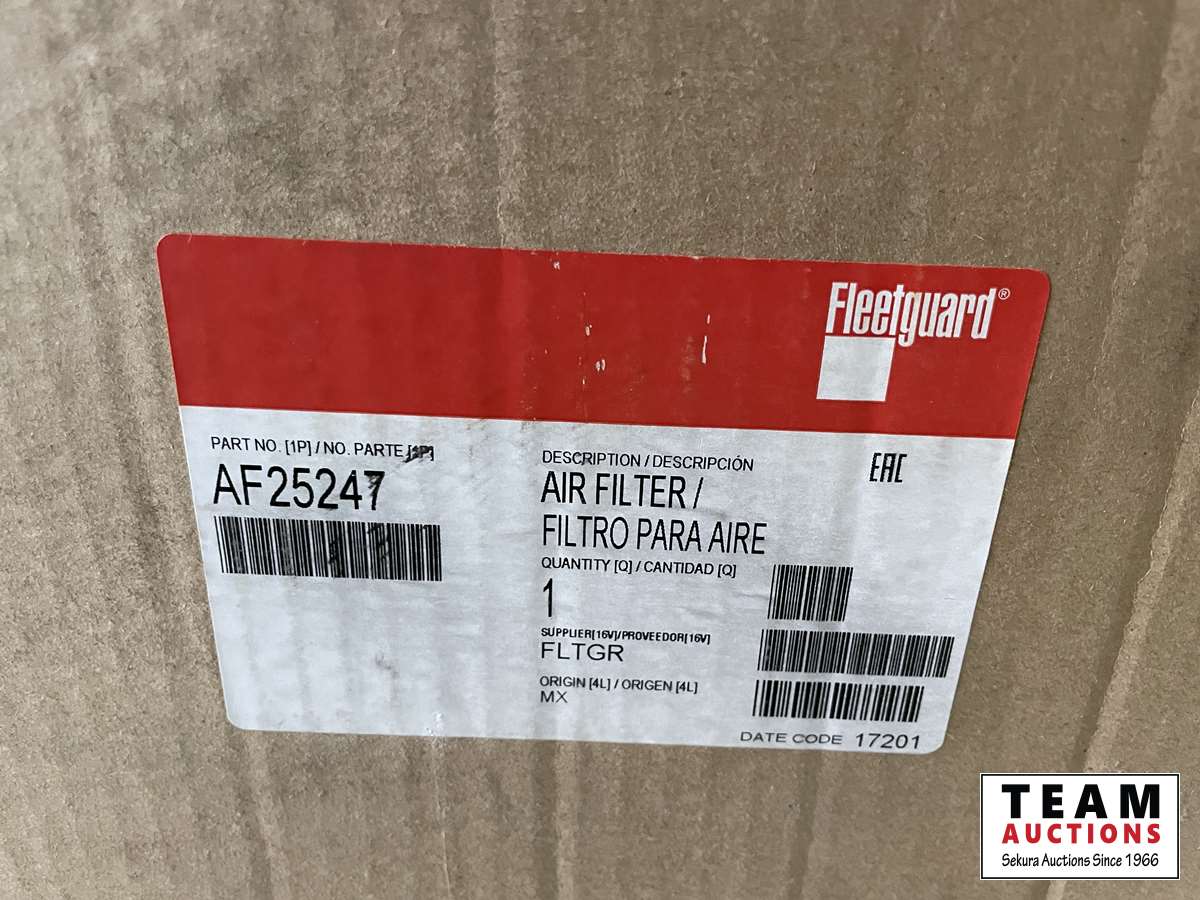 Fleetguard®
PART NO. [1P] / NO. PARTE [1P]
AF25247
DESCRIPTION / DESCRIPCIÓN
AIR FILTER /
FILTRO PARA AIRE
EAC
QUANTITY [Q] / CANTIDAD [Q]
1
SUPPLIER[16V]/PROVEEDOR[16V]
FLTGR
ORIGIN [4L] / ORIGEN [4L]
MX
DATE CODE 17201
TEAM
AUCTIONS
Sekura Auctions Since 1966